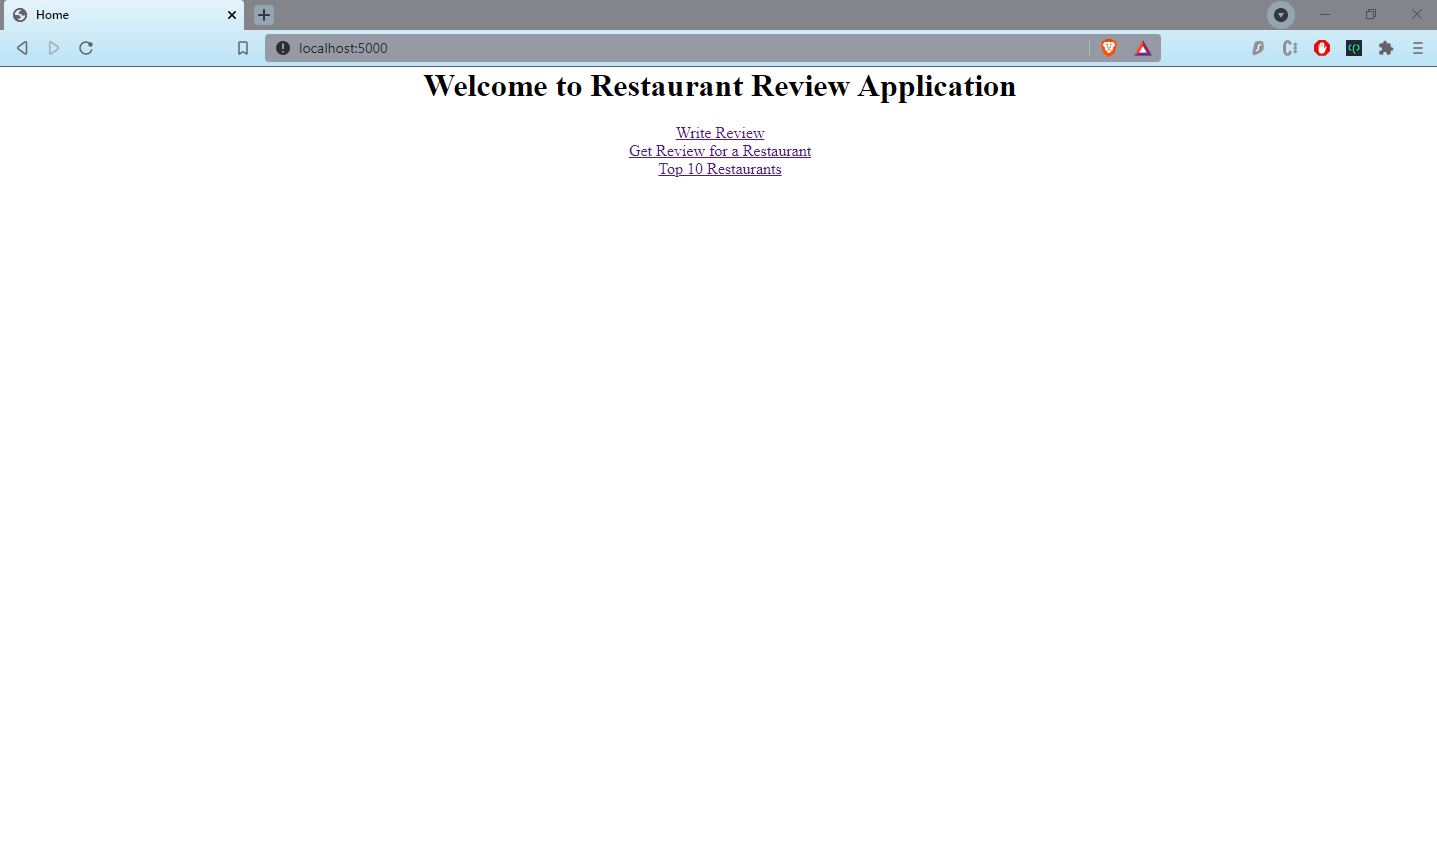 Home
localhost:5000
Welcome to Restaurant Review Application
Write Review
Get Review for a Restaurant
Top 10 Restaurants